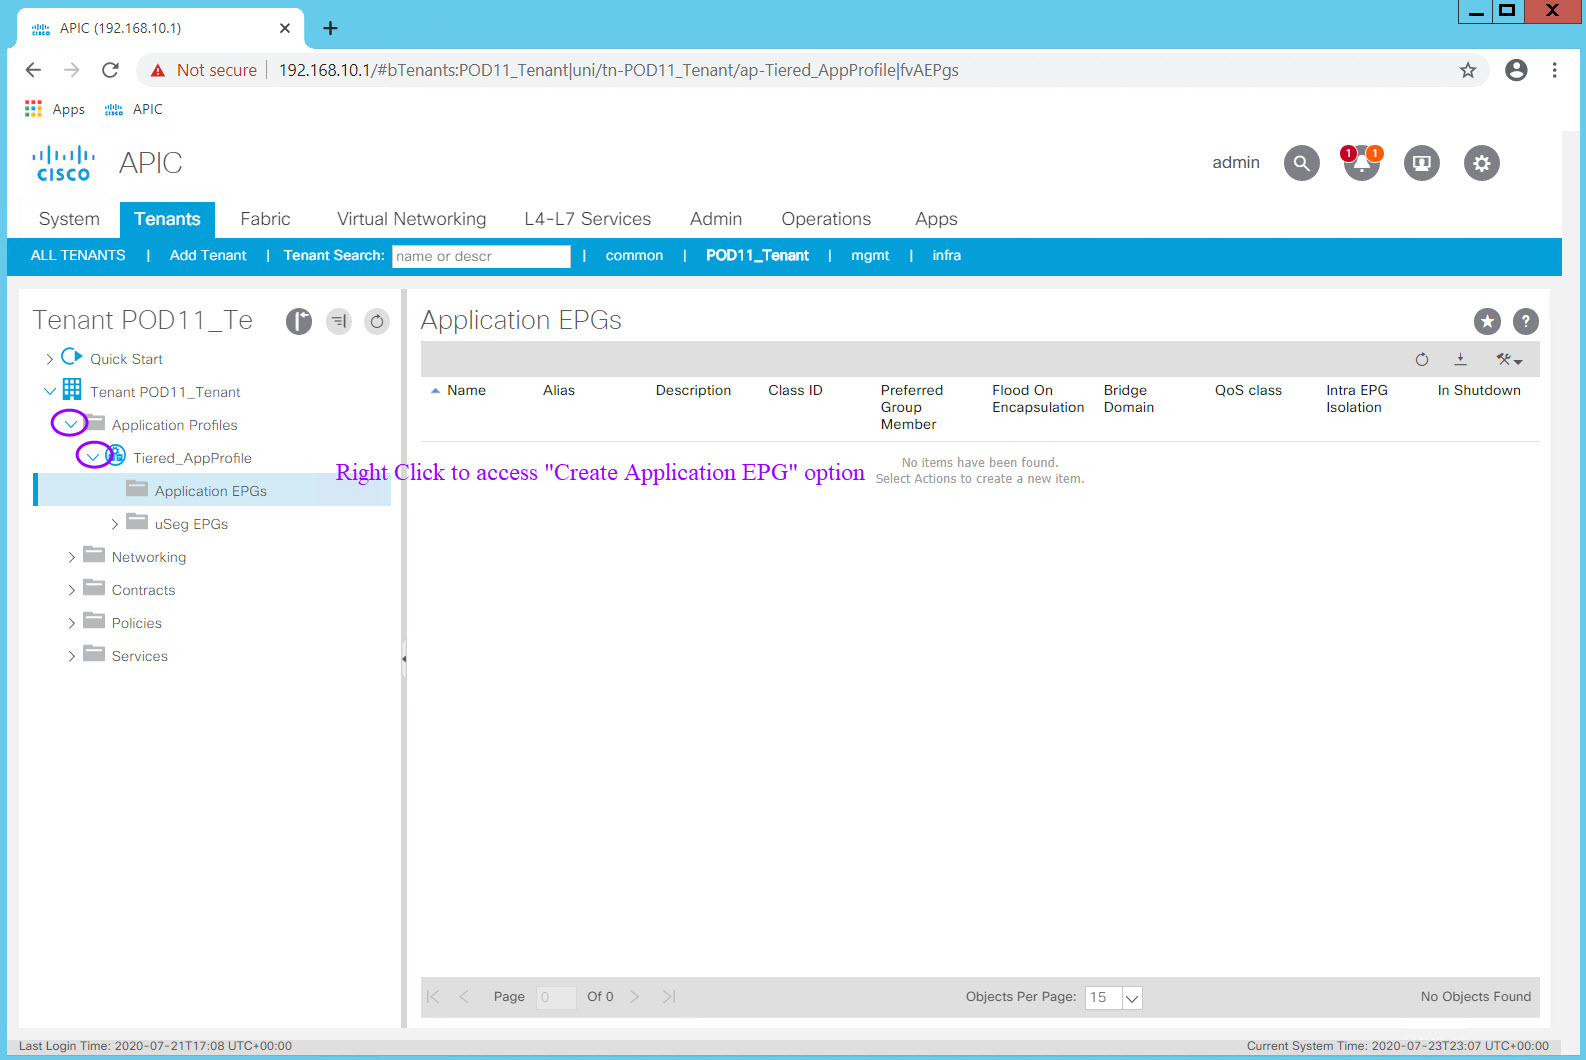 APIC (192.168.10.1)
Not secure 192.168.10.1/#bTenants:POD11_Tenant|uni/tn-POD11_Tenant/ap-Tiered_AppProfile|fvAEPgs
Apps APIC
CISCO APIC
admin 1 1
System Tenants Fabric Virtual Networking L4-L7 Services Admin Operations Apps
ALL TENANTS | Add Tenant | Tenant Search: name or descr | common | POD11_Tenant | mgmt | infra
Tenant POD11_Te
Quick Start
Tenant POD11_Tenant
Application Profiles
Tiered_AppProfile
Application EPGs
uSeg EPGs
Networking
Contracts
Policies
Services
Right Click to access "Create Application EPG" option
Application EPGs
Name Alias Description Class ID Preferred Group Member Flood On Encapsulation Bridge Domain QoS class Intra EPG Isolation In Shutdown
No items have been found.
Select Actions to create a new item.
Page 0 Of 0 Objects Per Page: 15 No Objects Found
Last Login Time: 2020-07-21T17:08 UTC+00:00 Current System Time: 2020-07-23T23:07 UTC+00:00